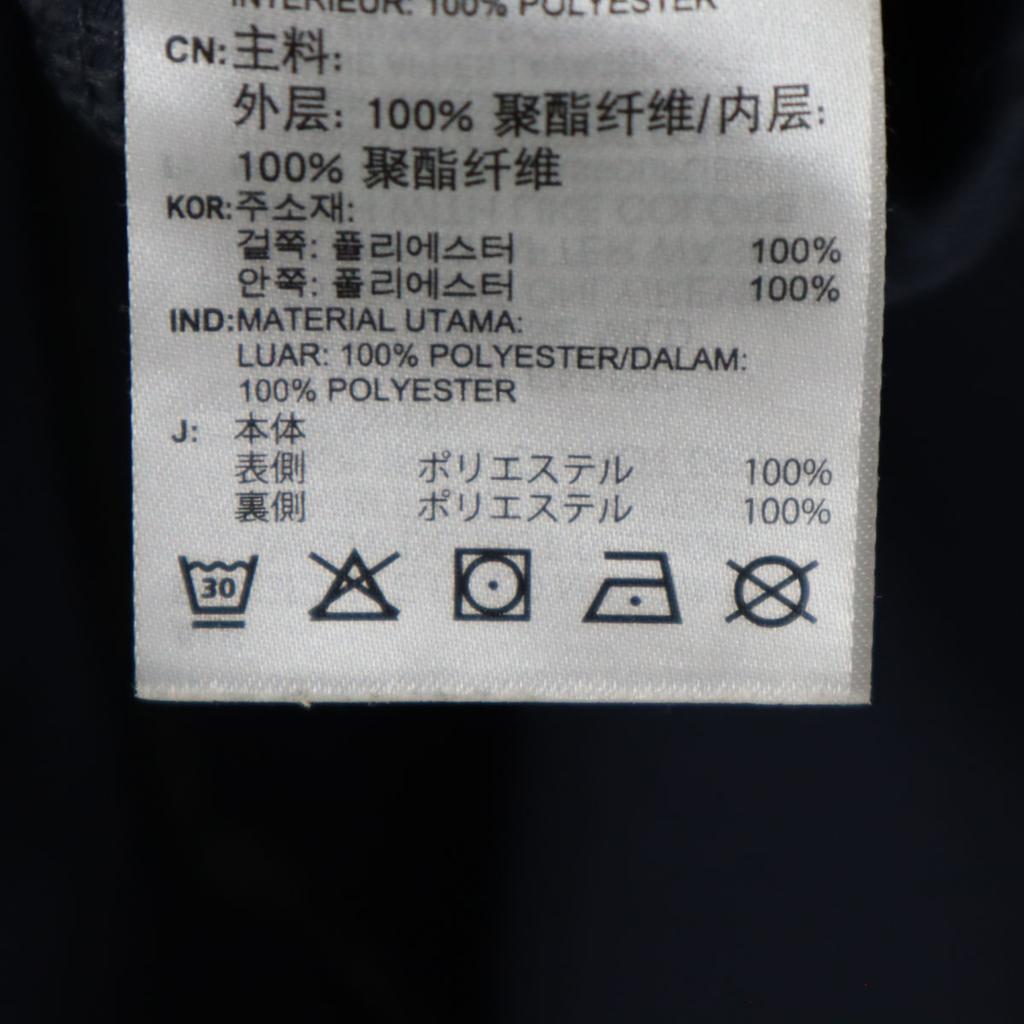 INTERIEUR: 100% POLYESTER
CN: 主料:
外层: 100% 聚酯纤维/内层:
100% 聚酯纤维
KOR: 주소재:
겉쪽: 폴리에스터 100%
안쪽: 폴리에스터 100%
IND: MATERIAL UTAMA:
LUAR: 100% POLYESTER/DALAM:
100% POLYESTER
J: 本体
表側 ポリエステル 100%
裏側 ポリエステル 100%
30